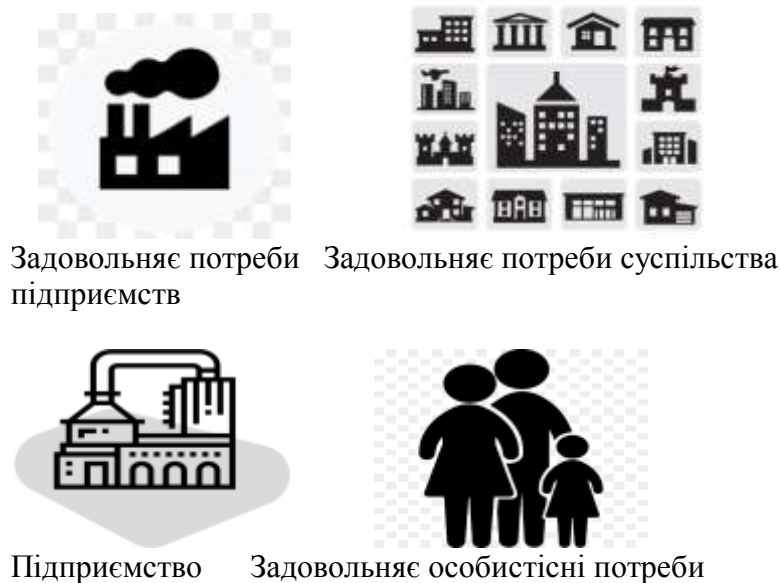 Задовольняє потреби Задовольняє потреби суспільства
підприємств
Підприємство Задовольняє особистісні потреби